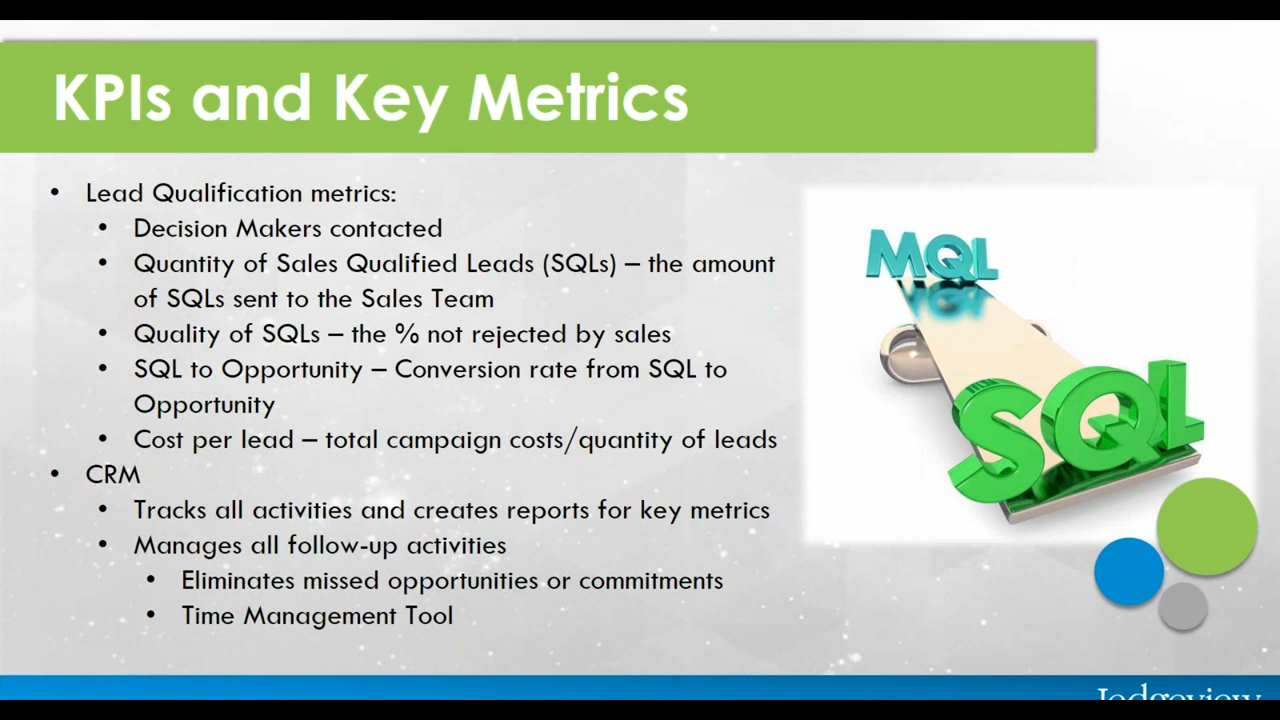 KPIs and Key Metrics
• Lead Qualification metrics:
• Decision Makers contacted
• Quantity of Sales Qualified Leads (SQLs) – the amount
of SQLs sent to the Sales Team
• Quality of SQLs – the % not rejected by sales
• SQL to Opportunity – Conversion rate from SQL to
Opportunity
• Cost per lead – total campaign costs/quantity of leads
• CRM
• Tracks all activities and creates reports for key metrics
• Manages all follow-up activities
• Eliminates missed opportunities or commitments
• Time Management Tool
MQL
SQL